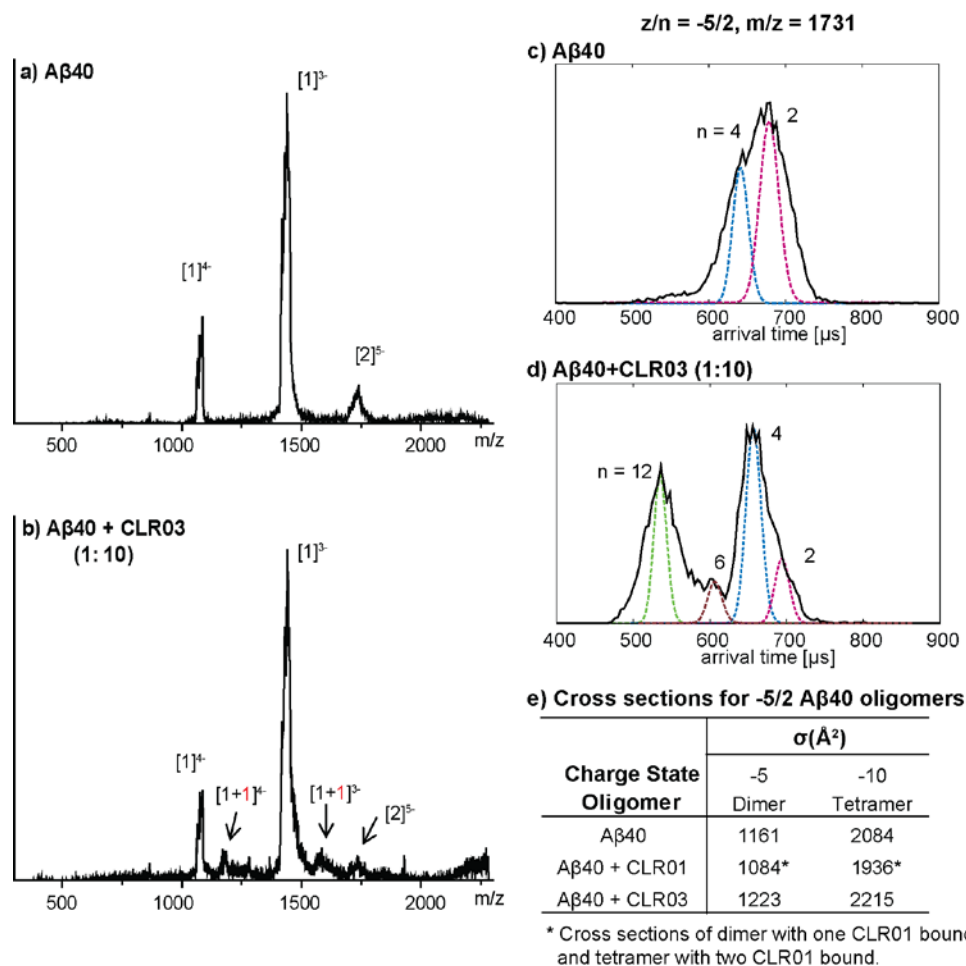 a) Aβ40
[1]³⁻
[1]⁴⁻
[2]⁵⁻
500 1000 1500 2000 m/z
b) Aβ40 + CLR03
(1: 10)
[1]³⁻
[1]⁴⁻
[1+1]⁴⁻
[1+1]³⁻
[2]⁵⁻
500 1000 1500 2000 m/z
z/n = -5/2, m/z = 1731
c) Aβ40
n = 4
2
400 500 600 700 800 900
arrival time [µs]
d) Aβ40+CLR03 (1:10)
n = 12
6
4
2
400 500 600 700 800 900
arrival time [µs]
e) Cross sections for -5/2 Aβ40 oligomers
σ(Å²)
Charge State -5 -10
Oligomer Dimer Tetramer
Aβ40 1161 2084
Aβ40 + CLR01 1084* 1936*
Aβ40 + CLR03 1223 2215
* Cross sections of dimer with one CLR01 bound
and tetramer with two CLR01 bound.